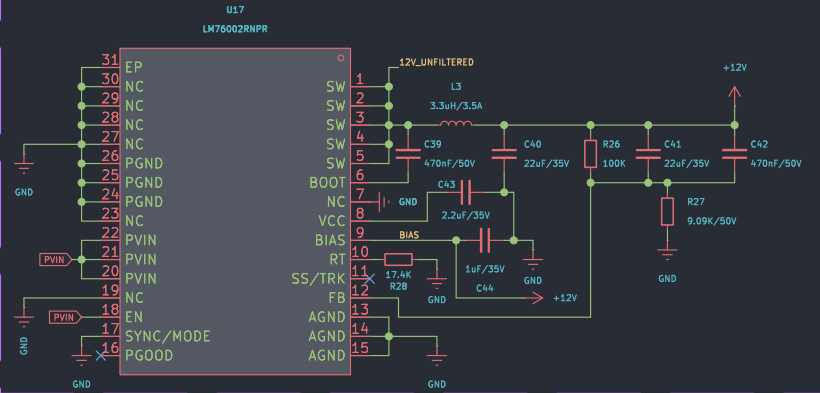 U17
LM76002RNPR
31 EP
30 NC
29 NC
28 NC
27 NC
26 PGND
25 PGND
24 PGND
23 NC
22 PVIN
21 PVIN
20 PVIN
19 NC
18 EN
17 SYNC/MODE
16 PGOOD
SW 1
SW 2
SW 3
SW 4
SW 5
BOOT 6
NC 7
VCC 8
BIAS 9
RT 10
SS/TRK 11
FB 12
AGND 13
AGND 14
AGND 15
GND
PVIN
GND
PVIN
GND
12V_UNFILTERED
L3
3.3uH/3.5A
+12V
C39
470nF/50V
C40
22uF/35V
R26
100K
C41
22uF/35V
C42
470nF/50V
C43
2.2uF/35V
GND
R27
9.09K/50V
BIAS
1uF/35V
C44
GND
GND
17.4K
R28
GND
+12V
GND